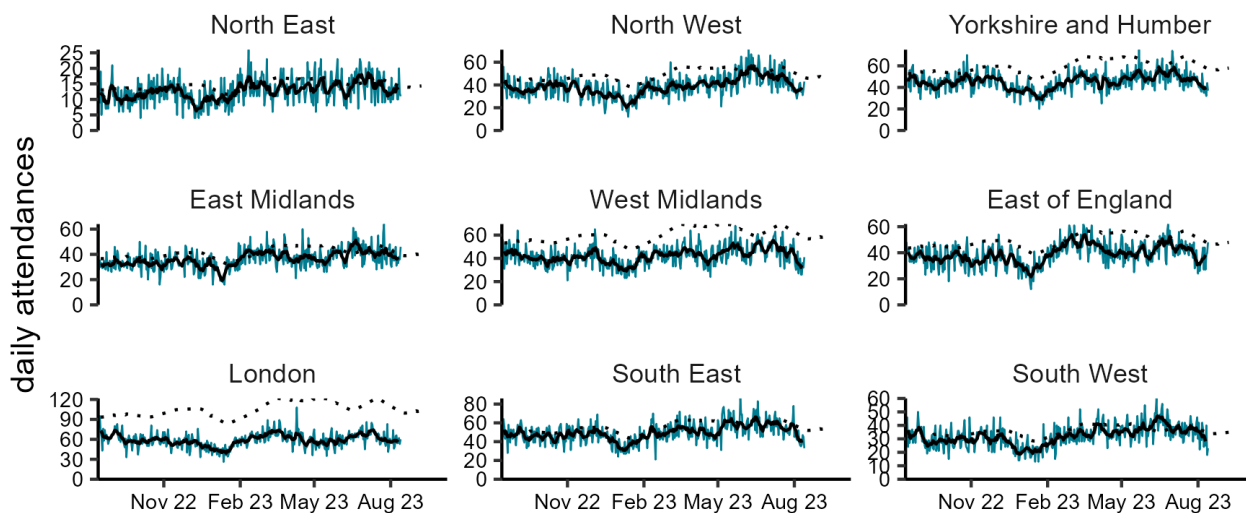 North East North West Yorkshire and Humber
25 60 60
20
15 40 40
10 20 20
5
0 0 0
East Midlands West Midlands East of England
60 60 60
40 40 40
20 20 20
0 0 0
daily attendances
London South East South West
120 80 60
90 60 50
60 40 40
30
30 20 20
10
0 0 0
Nov 22 Feb 23 May 23 Aug 23 Nov 22 Feb 23 May 23 Aug 23 Nov 22 Feb 23 May 23 Aug 23